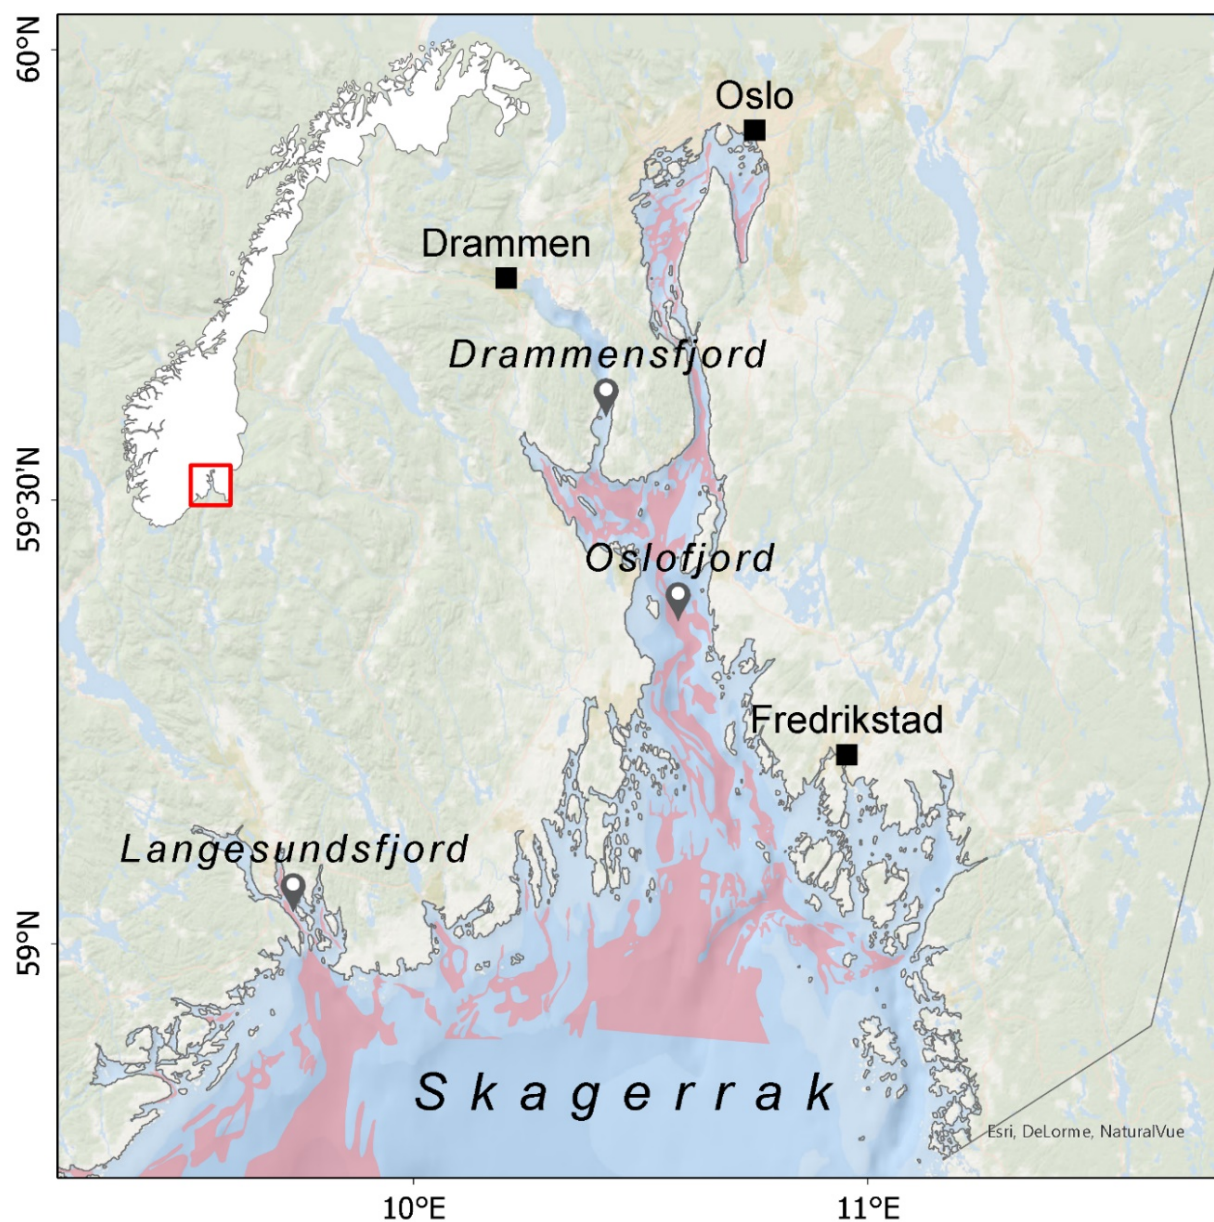 60°N
Oslo
Drammen
Drammensfjord
59°30'N
Oslofjord
Fredrikstad
Langesundsfjord
59°N
Skagerrak
Esri, DeLorme, NaturalVue
10°E
11°E